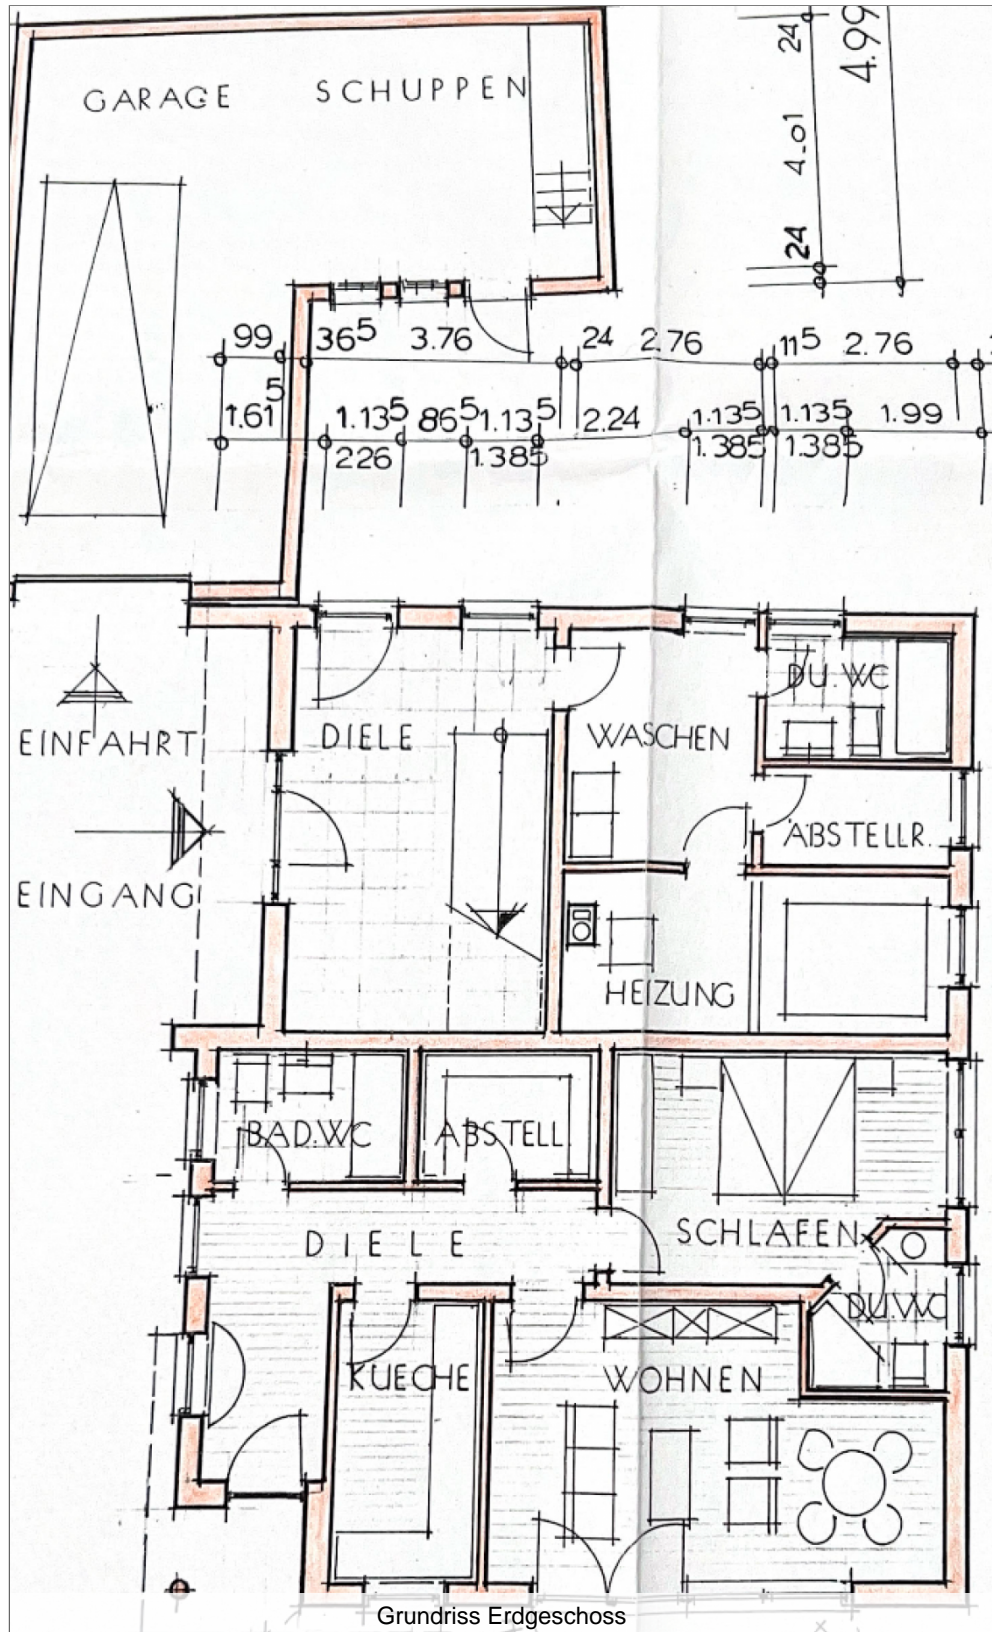 GARAGE SCHUPPEN
24
4.01
24
4.99
99 36⁵ 3.76 24 2.76 11⁵ 2.76
1.61⁵ 1.13⁵ 86⁵ 1.13⁵ 2.24 1.135 1.135 1.99
226 1.385 1.385 1.385
EINFAHRT
EINGANG
DIELE
WASCHEN
DU.WC
ABSTELLR.
HEIZUNG
BAD.WC
ABSTELL.
SCHLAFEN
DIELE
DU.WC
KUECHE
WOHNEN
Grundriss Erdgeschoss